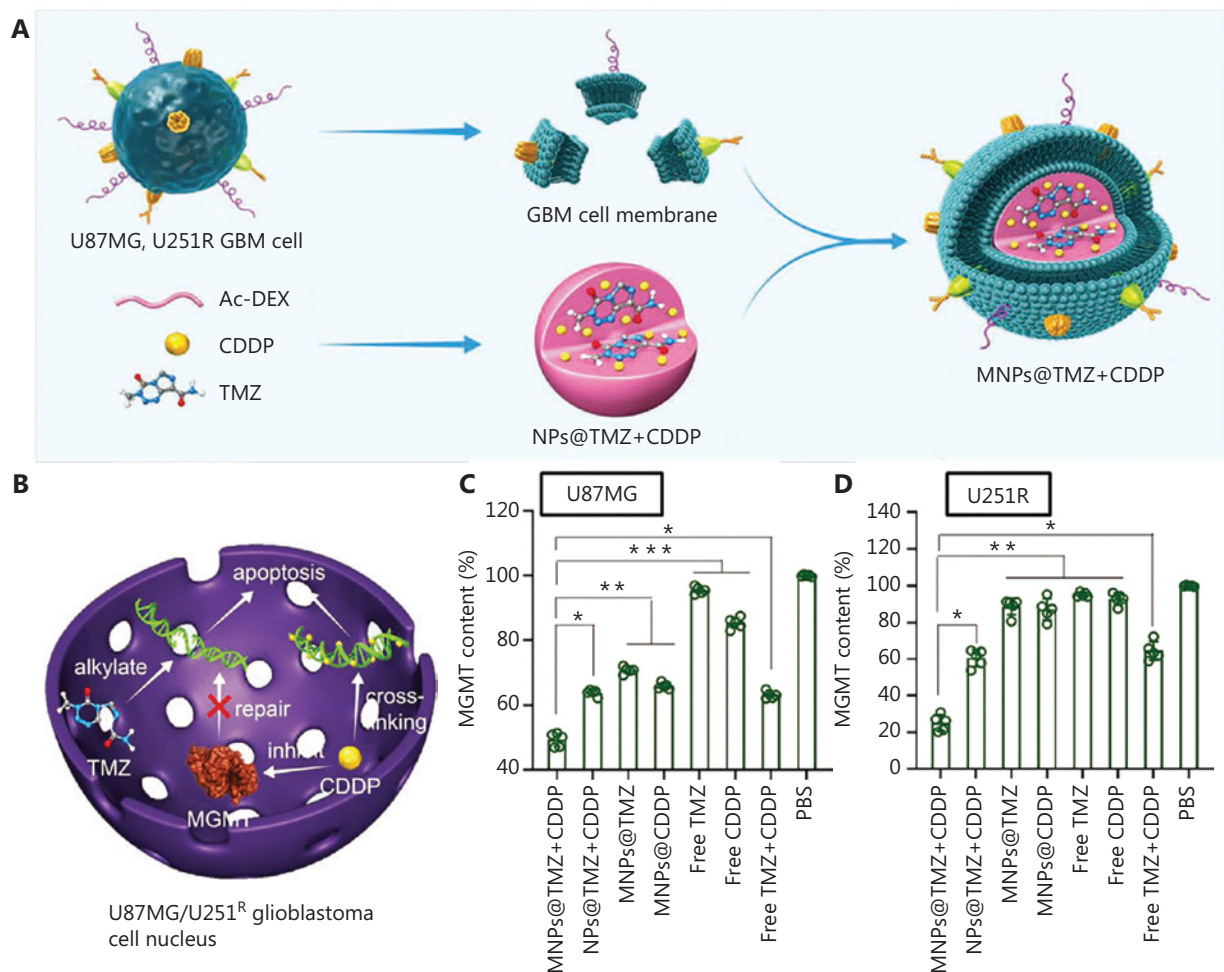 A
U87MG, U251R GBM cell
GBM cell membrane
Ac-DEX
CDDP
TMZ
NPs@TMZ+CDDP
MNPs@TMZ+CDDP
B
apoptosis
alkylate
repair
cross-
linking
inhibit
TMZ
CDDP
MGMT
U87MG/U251ᴿ glioblastoma
cell nucleus
C
U87MG
MGMT content (%)
120
100
80
60
40
*
***
**
*
MNPs@TMZ+CDDP
NPs@TMZ+CDDP
MNPs@TMZ
MNPs@CDDP
Free TMZ
Free CDDP
Free TMZ+CDDP
PBS
D
U251R
MGMT content (%)
140
120
100
80
60
40
20
0
*
**
*
MNPs@TMZ+CDDP
NPs@TMZ+CDDP
MNPs@TMZ
MNPs@CDDP
Free TMZ
Free CDDP
Free TMZ+CDDP
PBS